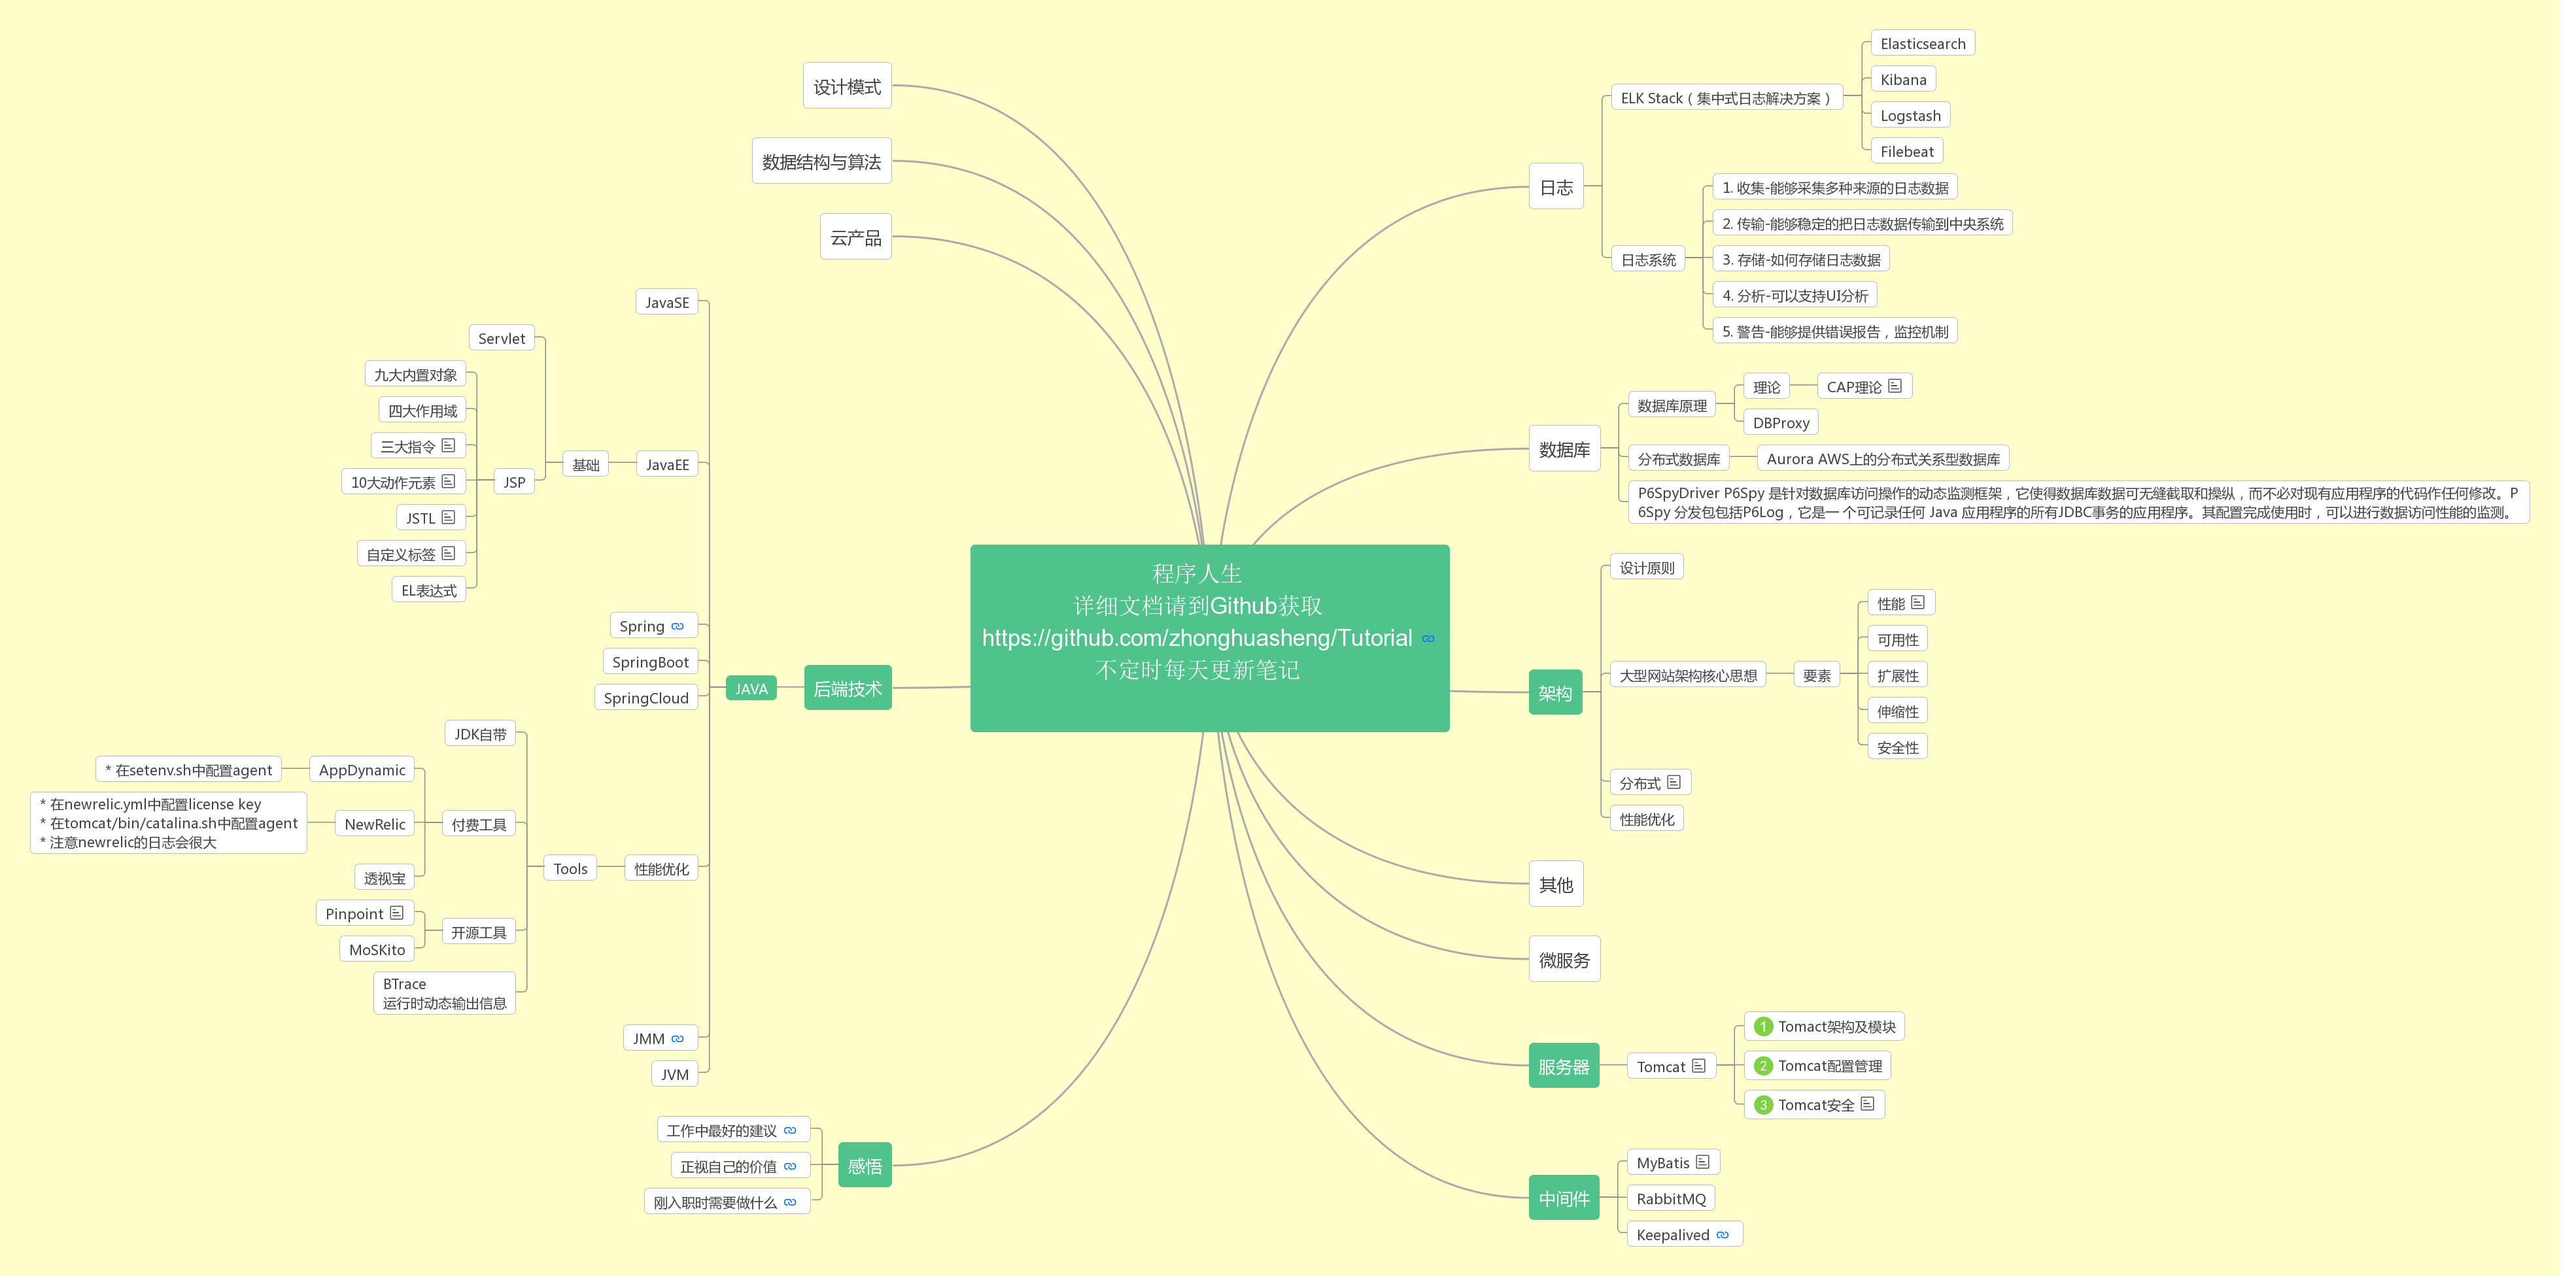 程序人生
详细文档请到Github获取
https://github.com/zhonghuasheng/Tutorial
不定时每天更新笔记
设计模式
数据结构与算法
云产品
后端技术
JAVA
JavaSE
JavaEE
基础
Servlet
JSP
九大内置对象
四大作用域
三大指令
10大动作元素
JSTL
自定义标签
EL表达式
Spring
SpringBoot
SpringCloud
性能优化
Tools
JDK自带
付费工具
AppDynamic
* 在setenv.sh中配置agent
NewRelic
* 在newrelic.yml中配置license key
* 在tomcat/bin/catalina.sh中配置agent
* 注意newrelic的日志会很大
透视宝
开源工具
Pinpoint
MoSKito
BTrace
运行时动态输出信息
JMM
JVM
感悟
工作中最好的建议
正视自己的价值
刚入职时需要做什么
日志
ELK Stack（集中式日志解决方案）
Elasticsearch
Kibana
Logstash
Filebeat
日志系统
1. 收集-能够采集多种来源的日志数据
2. 传输-能够稳定的把日志数据传输到中央系统
3. 存储-如何存储日志数据
4. 分析-可以支持UI分析
5. 警告-能够提供错误报告，监控机制
数据库
数据库原理
理论
CAP理论
DBProxy
分布式数据库
Aurora AWS上的分布式关系型数据库
P6SpyDriver P6Spy 是针对数据库访问操作的动态监测框架，它使得数据库数据可无缝截取和操纵，而不必对现有应用程序的代码作任何修改。P
6Spy 分发包包括P6Log，它是一 个可记录任何 Java 应用程序的所有JDBC事务的应用程序。其配置完成使用时，可以进行数据访问性能的监测。
架构
设计原则
大型网站架构核心思想
要素
性能
可用性
扩展性
伸缩性
安全性
分布式
性能优化
其他
微服务
服务器
Tomcat
1 Tomact架构及模块
2 Tomcat配置管理
3 Tomcat安全
中间件
MyBatis
RabbitMQ
Keepalived